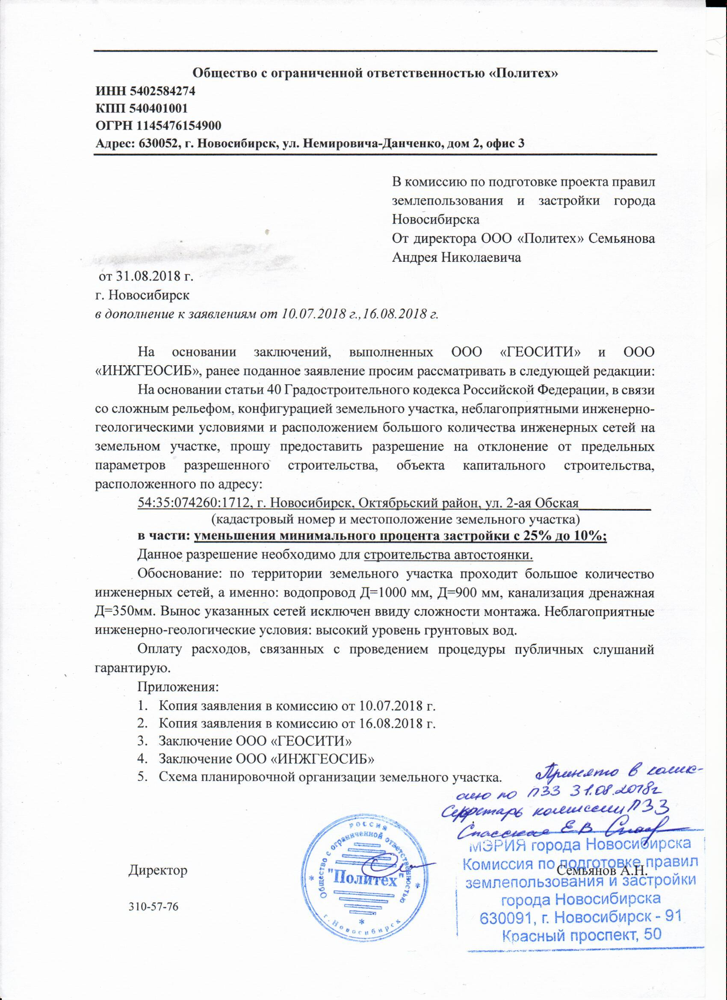 Общество с ограниченной ответственностью «Политех»
ИНН 5402584274
КПП 540401001
ОГРН 1145476154900
Адрес: 630052, г. Новосибирск, ул. Немировича-Данченко, дом 2, офис 3
В комиссию по подготовке проекта правил
землепользования и застройки города
Новосибирска
От директора ООО «Политех» Семьянова
Андрея Николаевича
от 31.08.2018 г.
г. Новосибирск
в дополнение к заявлениям от 10.07.2018 г.,16.08.2018 г.
На основании заключений, выполненных ООО «ГЕОСИТИ» и ООО
«ИНЖГЕОСИБ», ранее поданное заявление просим рассматривать в следующей редакции:
На основании статьи 40 Градостроительного кодекса Российской Федерации, в связи
со сложным рельефом, конфигурацией земельного участка, неблагоприятными инженерно-
геологическими условиями и расположением большого количества инженерных сетей на
земельном участке, прошу предоставить разрешение на отклонение от предельных
параметров разрешенного строительства, объекта капитального строительства,
расположенного по адресу:
54:35:074260:1712, г. Новосибирск, Октябрьский район, ул. 2-ая Обская
(кадастровый номер и местоположение земельного участка)
в части: уменьшения минимального процента застройки с 25% до 10%;
Данное разрешение необходимо для строительства автостоянки.
Обоснование: по территории земельного участка проходит большое количество
инженерных сетей, а именно: водопровод Д=1000 мм, Д=900 мм, канализация дренажная
Д=350мм. Вынос указанных сетей исключен ввиду сложности монтажа. Неблагоприятные
инженерно-геологические условия: высокий уровень грунтовых вод.
Оплату расходов, связанных с проведением процедуры публичных слушаний
гарантирую.
Приложения:
1. Копия заявления в комиссию от 10.07.2018 г.
2. Копия заявления в комиссию от 16.08.2018 г.
3. Заключение ООО «ГЕОСИТИ»
4. Заключение ООО «ИНЖГЕОСИБ»
5. Схема планировочной организации земельного участка.
Принято в комис-
сию по ПЗЗ 31.08.2018г
Секретарь комиссии ПЗЗ
Спасская Е В
РОССИЯ
Общество с ограниченной ответственностью
"Политех"
г. Новосибирск
МЭРИЯ города Новосибирска
Комиссия по подготовке правил
землепользования и застройки
города Новосибирска
630091, г. Новосибирск - 91
Красный проспект, 50
Директор
Семьянов А.Н.
310-57-76